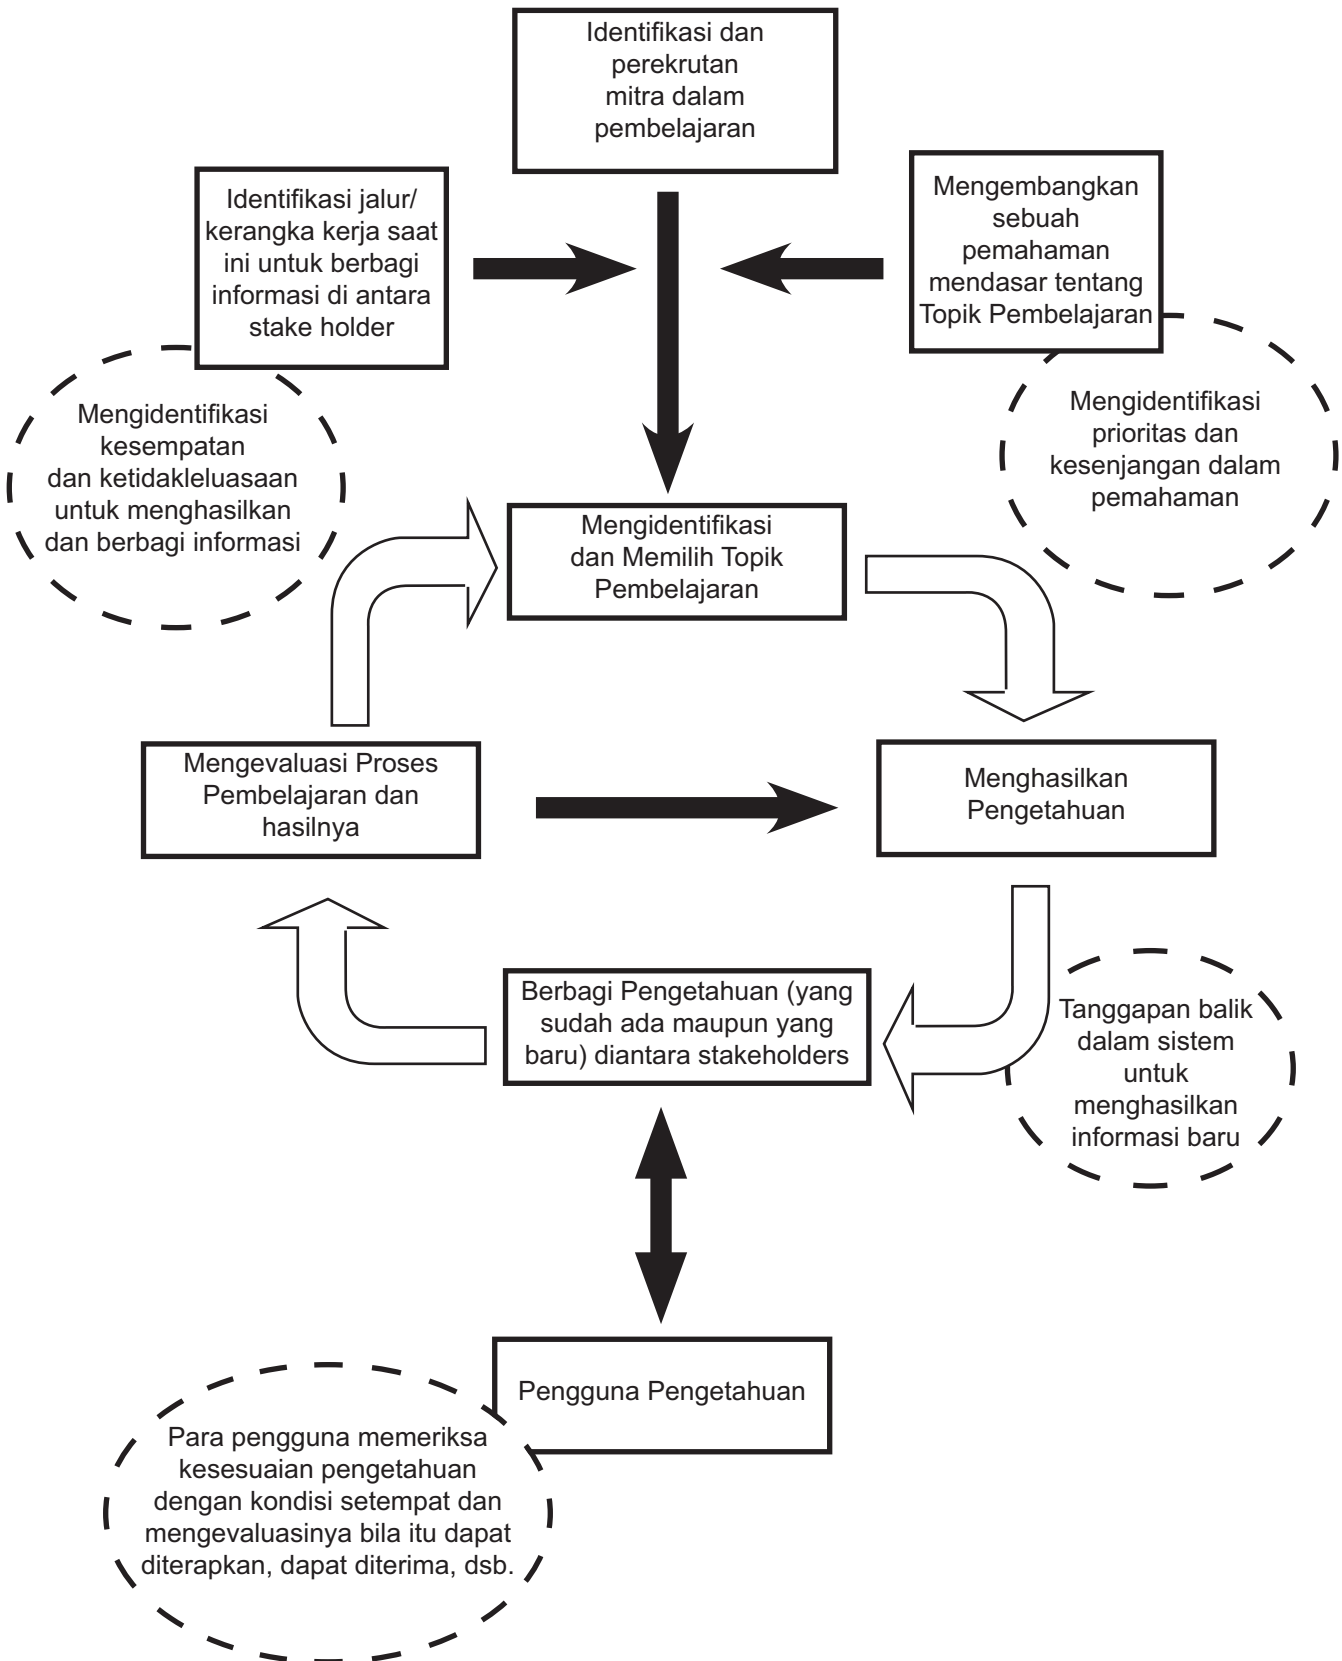 Identifikasi dan
perekrutan
mitra dalam
pembelajaran
Identifikasi jalur/
kerangka kerja saat
ini untuk berbagi
informasi di antara
stake holder
Mengembangkan
sebuah
pemahaman
mendasar tentang
Topik Pembelajaran
Mengidentifikasi
kesempatan
dan ketidakleluasaan
untuk menghasilkan
dan berbagi informasi
Mengidentifikasi
prioritas dan
kesenjangan dalam
pemahaman
Mengidentifikasi
dan Memilih Topik
Pembelajaran
Mengevaluasi Proses
Pembelajaran dan
hasilnya
Menghasilkan
Pengetahuan
Berbagi Pengetahuan (yang
sudah ada maupun yang
baru) diantara stakeholders
Tanggapan balik
dalam sistem
untuk
menghasilkan
informasi baru
Pengguna Pengetahuan
Para pengguna memeriksa
kesesuaian pengetahuan
dengan kondisi setempat dan
mengevaluasinya bila itu dapat
diterapkan, dapat diterima, dsb.